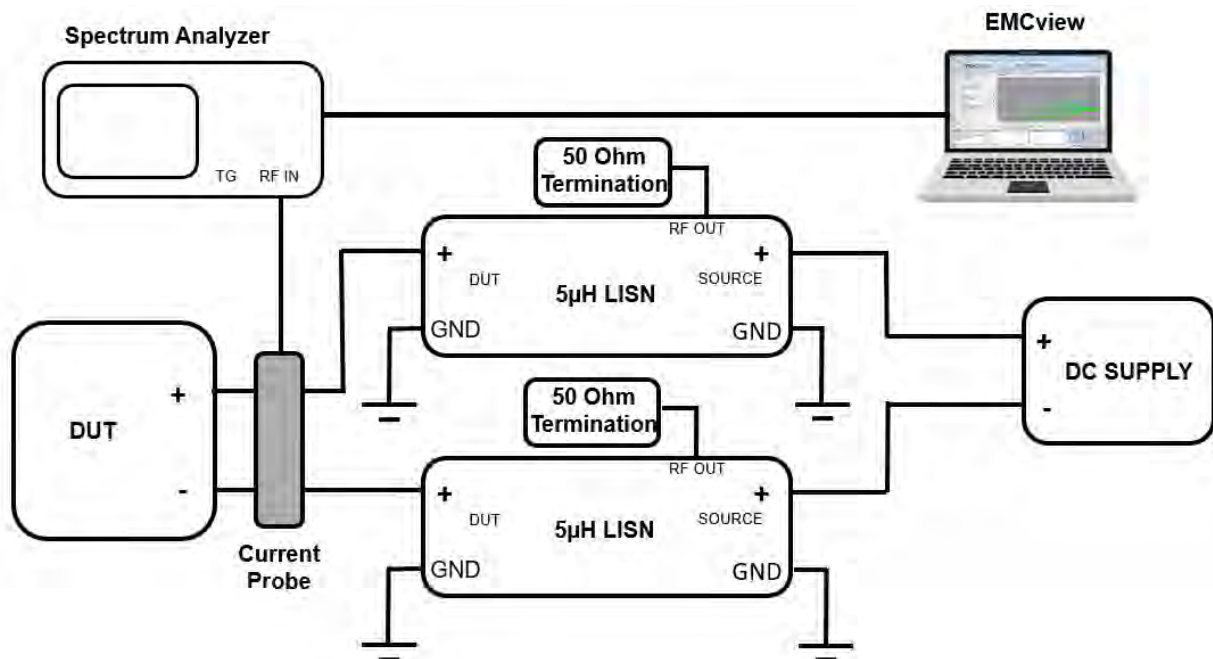 Spectrum Analyzer
EMCview
TG RF IN
50 Ohm
Termination
RF OUT
+ +
DUT SOURCE
5µH LISN
GND GND
DUT
+
-
Current
Probe
50 Ohm
Termination
RF OUT
+ +
DUT SOURCE
5µH LISN
GND GND
+
DC SUPPLY
-